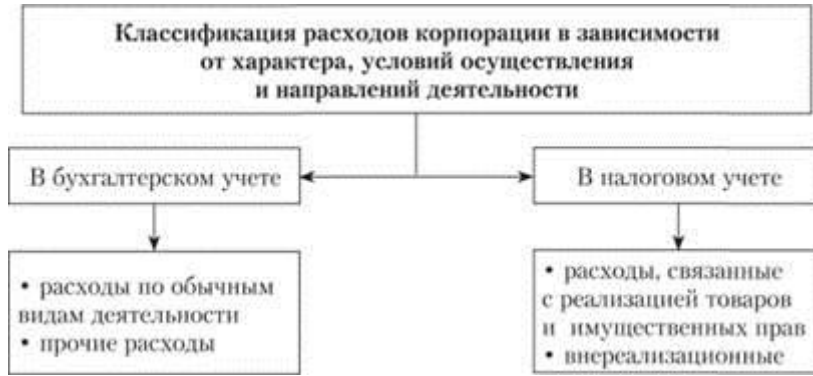 Классификация расходов корпорации в зависимости
от характера, условий осуществления
и направлений деятельности
В бухгалтерском учете
В налоговом учете
• расходы по обычным
видам деятельности
• прочие расходы
• расходы, связанные
с реализацией товаров
и имущественных прав
• внереализационные